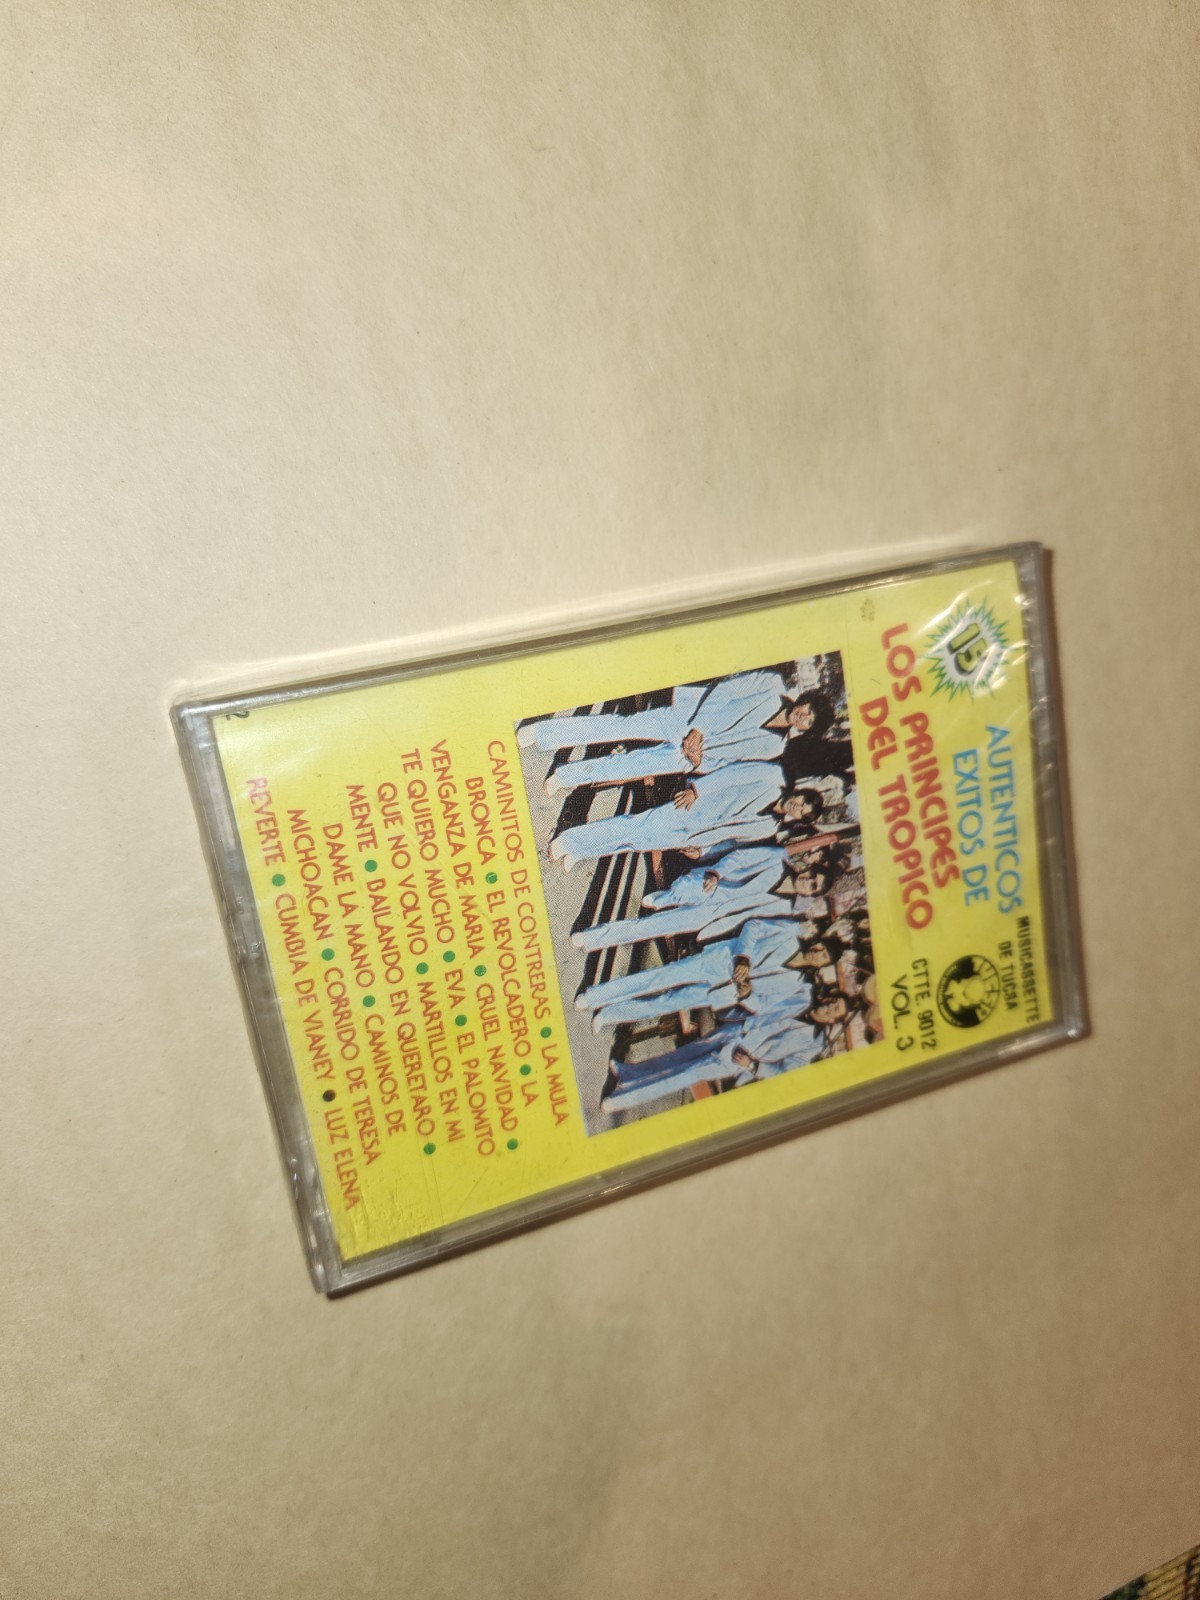 15
AUTENTICOS
EXITOS DE
LOS PRINCIPES
DEL TROPICO
MUSICASSETTE
DE TUCSA
CTTE. 9012
VOL. 3
CAMINITOS DE CONTRERAS • LA MULA
BRONCA • EL REVOLCADERO • LA
VENGANZA DE MARIA • CRUEL NAVIDAD •
TE QUIERO MUCHO • EVA • EL PALOMITO
QUE NO VOLVIO • MARTILLOS EN MI
MENTE • BAILANDO EN QUERETARO •
DAME LA MANO • CAMINOS DE
MICHOACAN • CORRIDO DE TERESA
REVERTE • CUMBIA DE VIANEY • LUZ ELENA